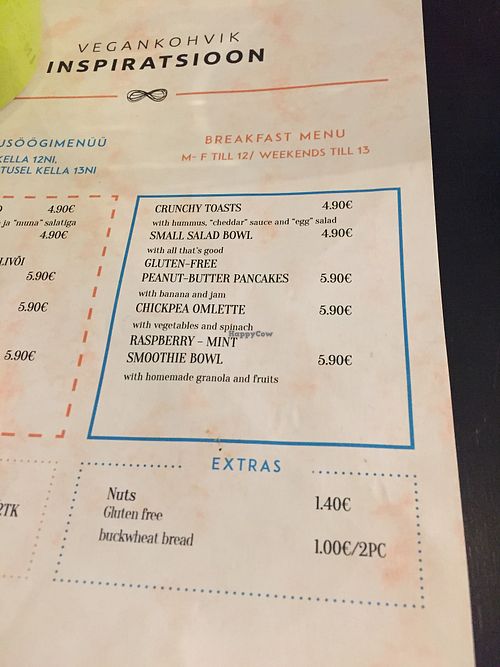 VEGANKOHVIK
INSPIRATSIOON
USÖÖGIMENÜÜ
KELLA 12NI,
TUSEL KELLA 13NI
4.90€
ja "muna" salatiga
4.90€
LIVÕI
5.90€
5.90€
5.90€
2TK
BREAKFAST MENU
M- F TILL 12/ WEEKENDS TILL 13
CRUNCHY TOASTS 4.90€
with hummus, "cheddar" sauce and "egg" salad
SMALL SALAD BOWL 4.90€
with all that's good
GLUTEN-FREE
PEANUT-BUTTER PANCAKES 5.90€
with banana and jam
CHICKPEA OMLETTE 5.90€
with vegetables and spinach
HappyCow
RASPBERRY - MINT
SMOOTHIE BOWL 5.90€
with homemade granola and fruits
EXTRAS
Nuts 1.40€
Gluten free
buckwheat bread 1.00€/2PC